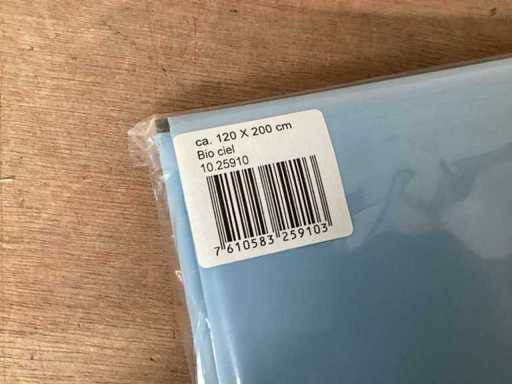 ca. 120 X 200 cm
Bio ciel
10.25910
7 610583 259103